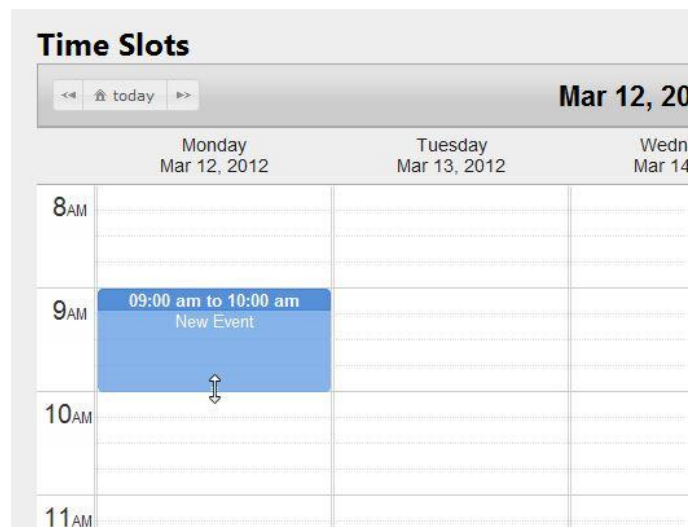 Time Slots
today
Mar 12, 20
Monday
Mar 12, 2012
Tuesday
Mar 13, 2012
Wedn
Mar 14
8AM
9AM
09:00 am to 10:00 am
New Event
10AM
11AM